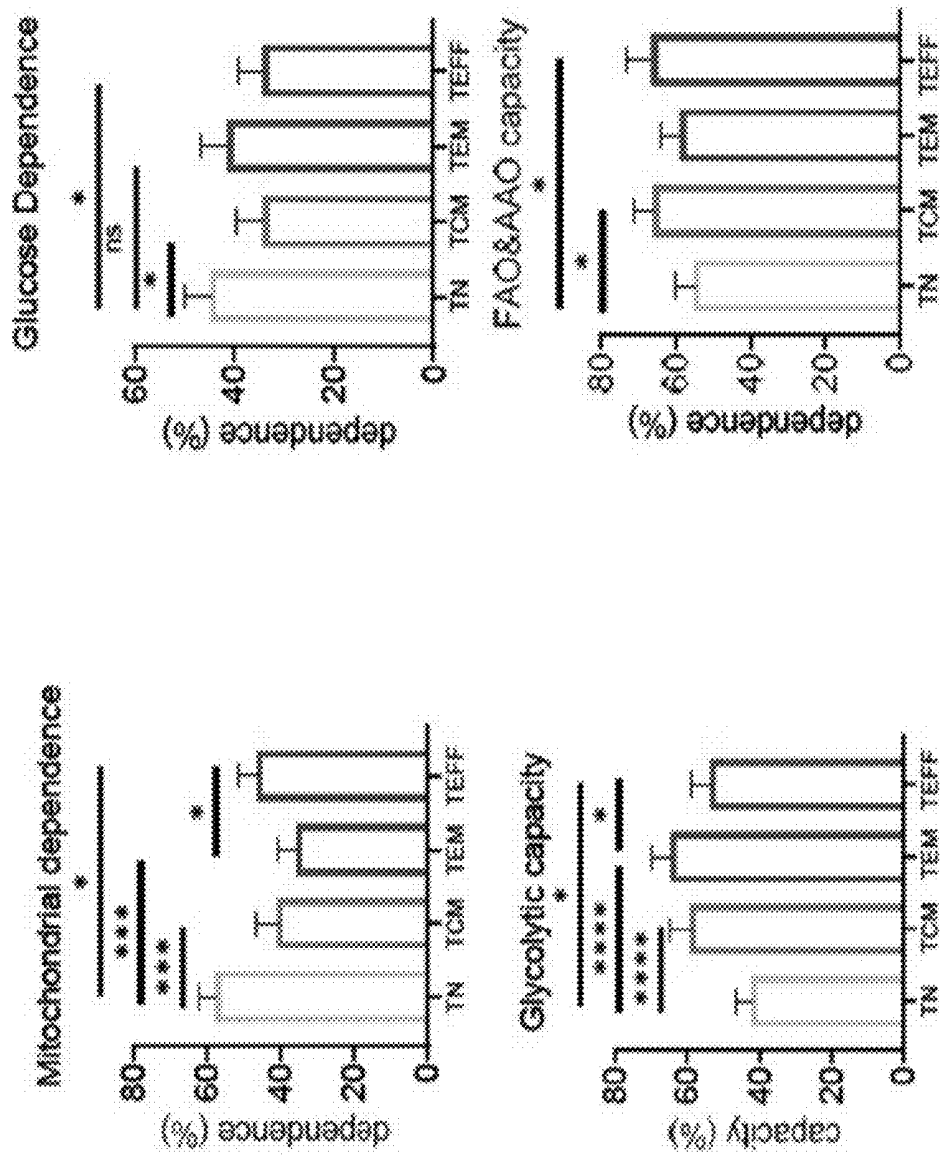 Mitochondrial dependence
*
***
***
*
dependence (%)
80
60
40
20
0
TN TCM TEM TEFF
Glucose Dependence
*
ns
*
dependence (%)
60
40
20
0
TN TCM TEM TEFF
Glycolytic capacity
*
****
*
****
capacity (%)
80
60
40
20
0
TN TCM TEM TEFF
FAO&AAO capacity
*
*
dependence (%)
80
60
40
20
0
TN TCM TEM TEFF